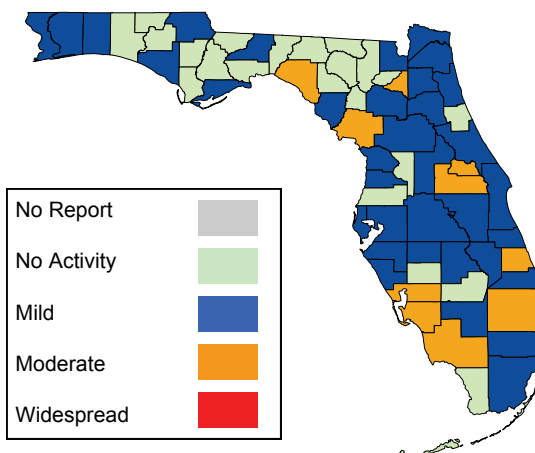 No Report
No Activity
Mild
Moderate
Widespread